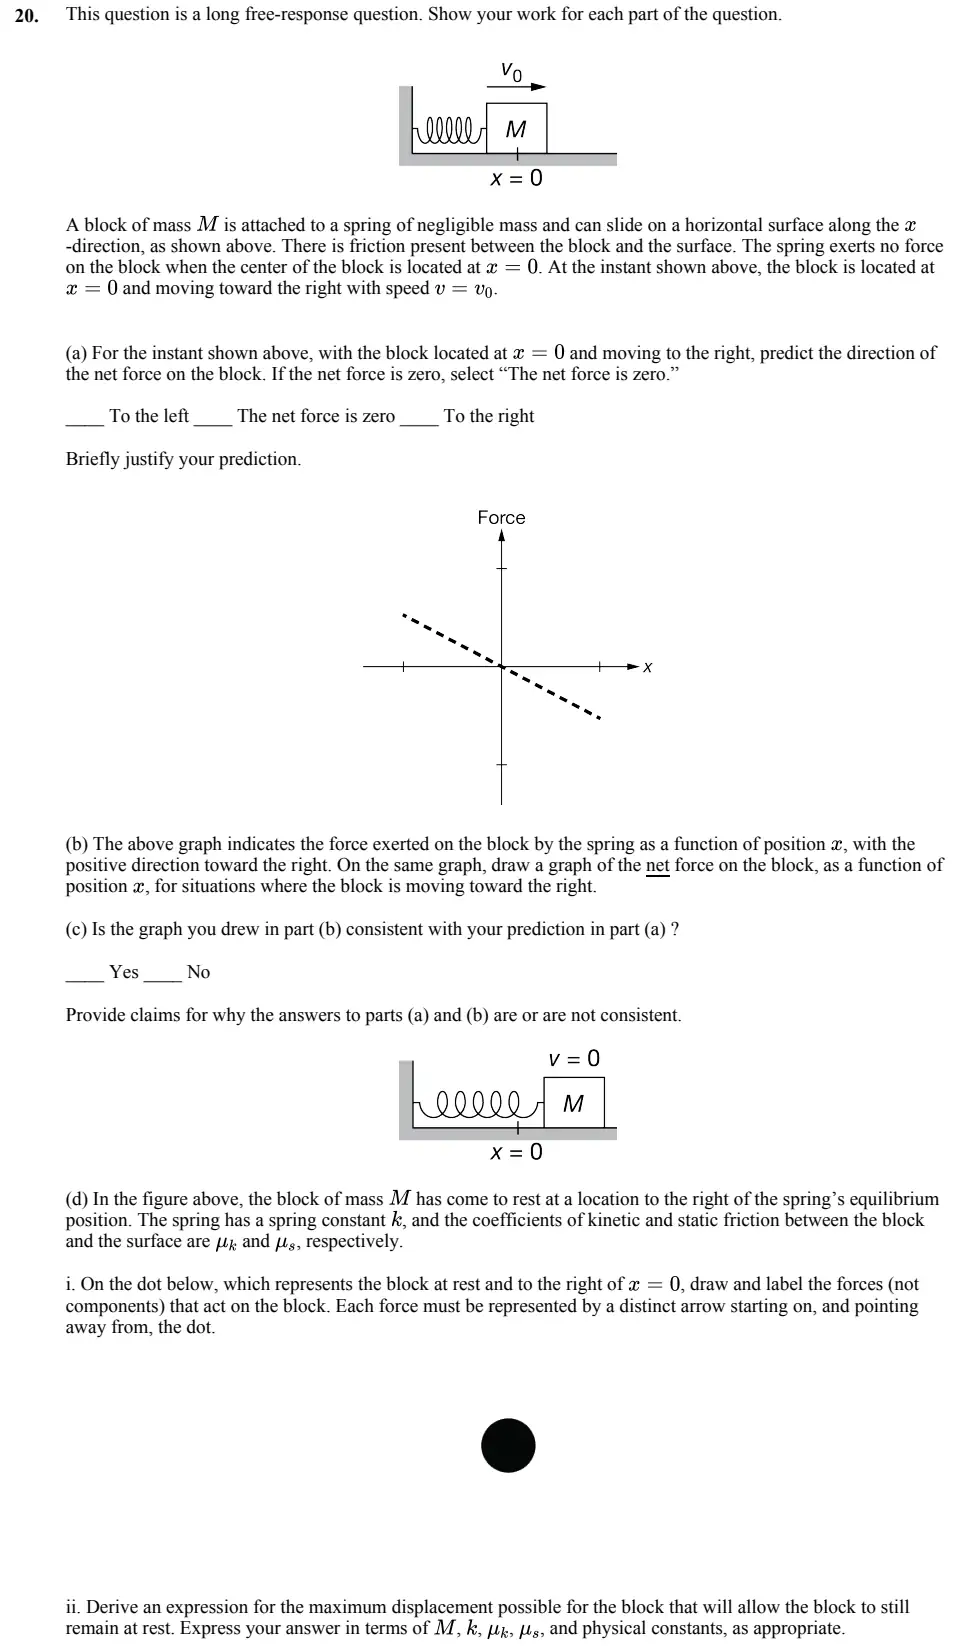 20. This question is a long free-response question. Show your work for each part of the question.
v₀
M
x = 0
A block of mass M is attached to a spring of negligible mass and can slide on a horizontal surface along the x
-direction, as shown above. There is friction present between the block and the surface. The spring exerts no force
on the block when the center of the block is located at x = 0. At the instant shown above, the block is located at
x = 0 and moving toward the right with speed v = v₀.
(a) For the instant shown above, with the block located at x = 0 and moving to the right, predict the direction of
the net force on the block. If the net force is zero, select “The net force is zero.”
____ To the left ____ The net force is zero ____ To the right
Briefly justify your prediction.
Force
x
(b) The above graph indicates the force exerted on the block by the spring as a function of position x, with the
positive direction toward the right. On the same graph, draw a graph of the net force on the block, as a function of
position x, for situations where the block is moving toward the right.
(c) Is the graph you drew in part (b) consistent with your prediction in part (a) ?
____ Yes ____ No
Provide claims for why the answers to parts (a) and (b) are or are not consistent.
v = 0
M
x = 0
(d) In the figure above, the block of mass M has come to rest at a location to the right of the spring’s equilibrium
position. The spring has a spring constant k, and the coefficients of kinetic and static friction between the block
and the surface are μₖ and μₛ, respectively.
i. On the dot below, which represents the block at rest and to the right of x = 0, draw and label the forces (not
components) that act on the block. Each force must be represented by a distinct arrow starting on, and pointing
away from, the dot.
ii. Derive an expression for the maximum displacement possible for the block that will allow the block to still
remain at rest. Express your answer in terms of M, k, μₖ, μₛ, and physical constants, as appropriate.